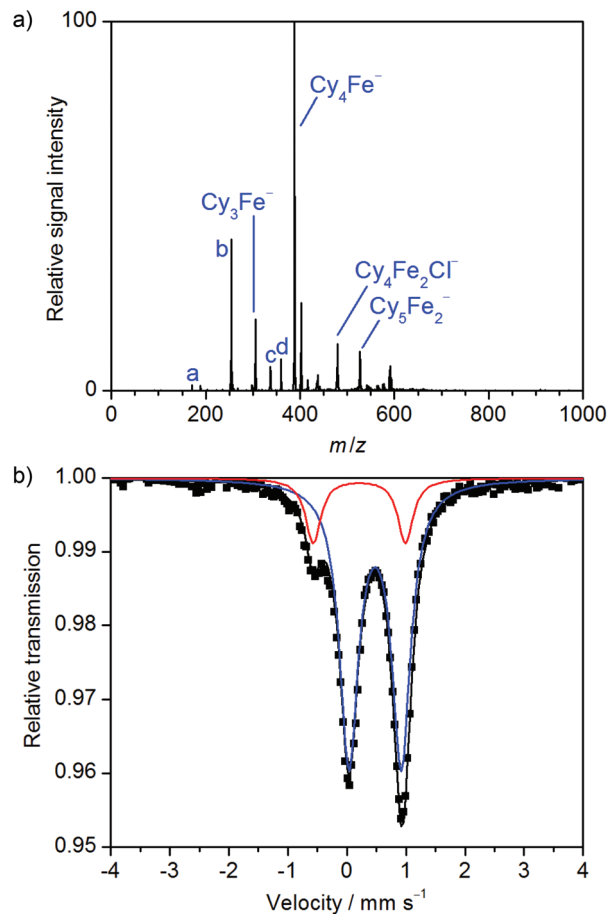 a)
100
Cy₄Fe⁻
Cy₃Fe⁻
b
Cy₄Fe₂Cl⁻
Cy₅Fe₂⁻
a
c
d
0
0 200 400 600 800 1000
m/z
Relative signal intensity
b)
1.00
0.99
0.98
0.97
0.96
0.95
-4 -3 -2 -1 0 1 2 3 4
Velocity / mm s⁻¹
Relative transmission